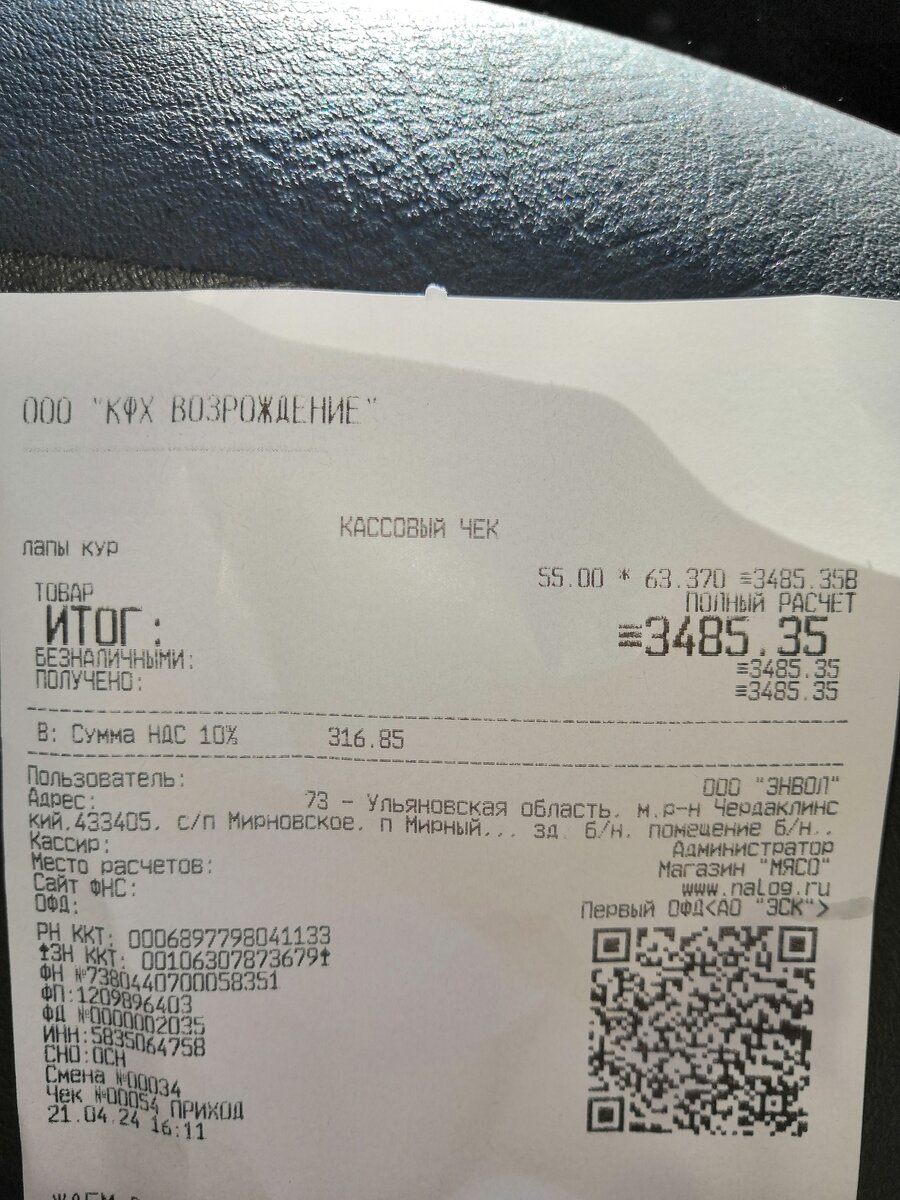 ООО "КФХ ВОЗРОЖДЕНИЕ"
КАССОВЫЙ ЧЕК
лапы кур
55.00 * 63.370 ≡3485.35В
ТОВАР ПОЛНЫЙ РАСЧЕТ
ИТОГ: ≡3485.35
БЕЗНАЛИЧНЫМИ: ≡3485.35
ПОЛУЧЕНО: ≡3485.35
В: Сумма НДС 10% 316.85
Пользователь: ООО "ЭНВОЛ"
Адрес: 73 - Ульяновская область, м.р-н Чердаклинс
кий,433405, с/п Мирновское, п Мирный,,, зд. б/н, помещение б/н,,
Кассир: Администратор
Место расчетов: Магазин "МЯСО"
Сайт ФНС: www.nalog.ru
ОФД: Первый ОФД<АО "ЭСК">
РН ККТ: 0006897798041133
ЗН ККТ: 00106307873679
ФН №7380440700058351
ФП:1209896403
ФД №0000002035
ИНН:5835064758
СНО:ОСН
Смена №00034
Чек №00054 ПРИХОД
21.04.24 16:11